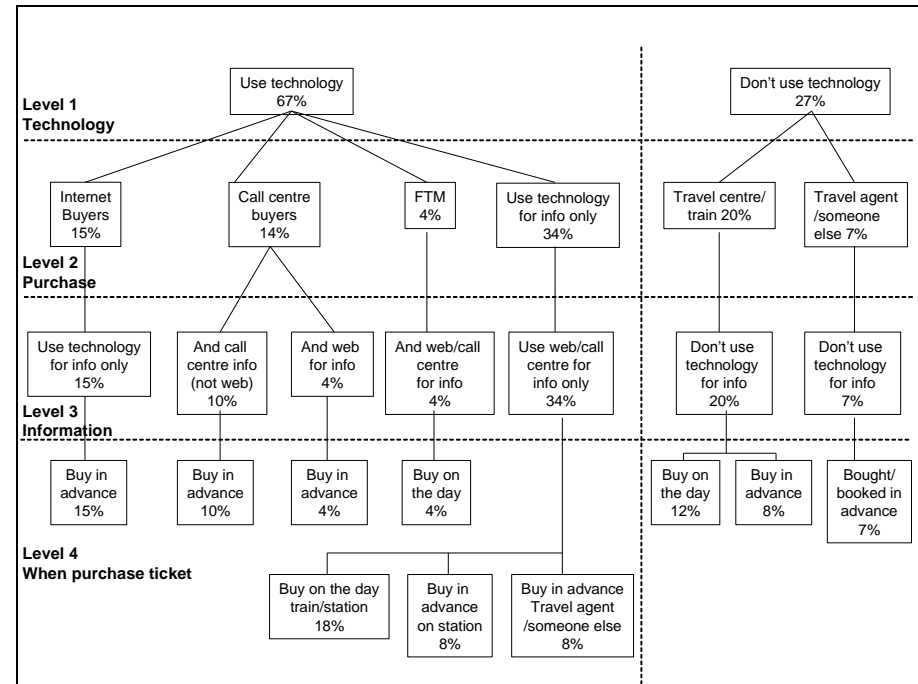 Use technology
67%
Don't use technology
27%
Level 1
Technology
Internet
Buyers
15%
Call centre
buyers
14%
FTM
4%
Use technology
for info only
34%
Travel centre/
train 20%
Travel agent
/someone
else 7%
Level 2
Purchase
Use technology
for info only
15%
And call
centre info
(not web)
10%
And web
for info
4%
And web/call
centre
for info
4%
Use web/call
centre for
info only
34%
Don't use
technology
for info
20%
Don't use
technology
for info
7%
Level 3
Information
Buy in
advance
15%
Buy in
advance
10%
Buy in
advance
4%
Buy on
the day
4%
Buy on
the day
12%
Buy in
advance
8%
Bought/
booked in
advance
7%
Level 4
When purchase ticket
Buy on the day
train/station
18%
Buy in
advance
on station
8%
Buy in advance
Travel agent
/someone else
8%